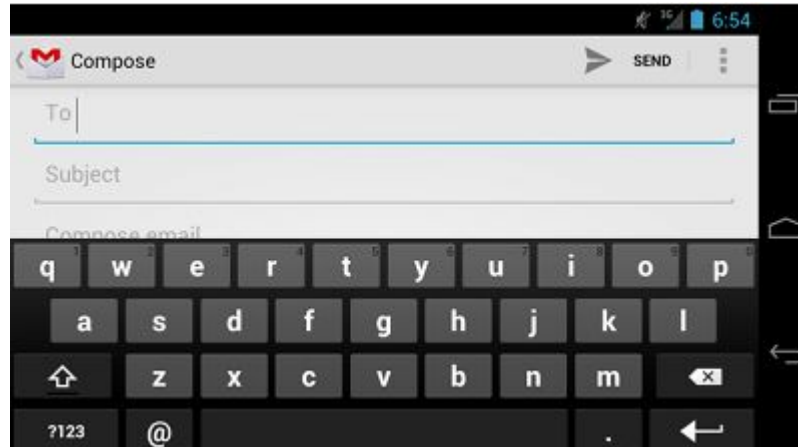 3G 6:54
Compose SEND
To
Subject
Compose email
1 2 3 4 5 6 7 8 9 0
q w e r t y u i o p
a s d f g h j k l
z x c v b n m
?123 @ .